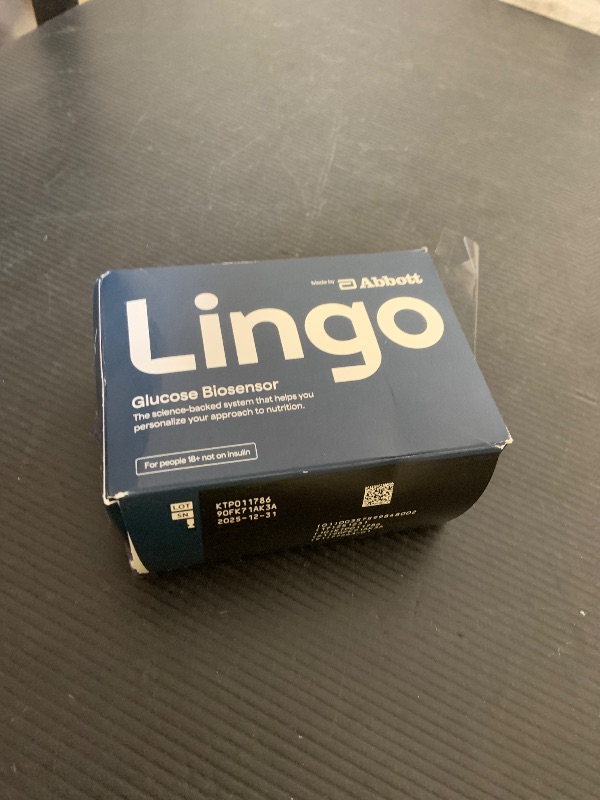 Made by Abbott
Lingo
Glucose Biosensor
The science-backed system that helps you
personalize your approach to nutrition.
For people 18+ not on insulin
LOT KTP011786
SN 90FK71AK3A
2025-12-31